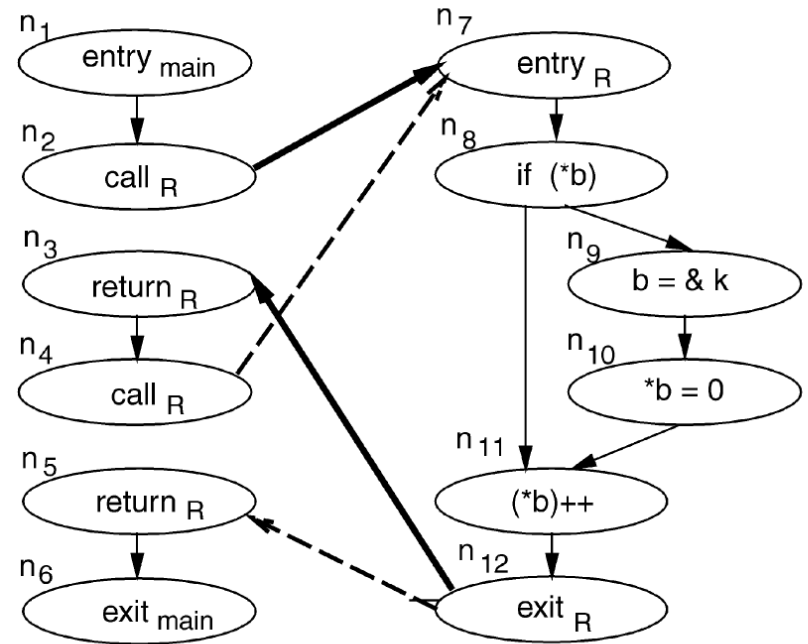 n1
entry main
n2
call R
n3
return R
n4
call R
n5
return R
n6
exit main
n7
entry R
n8
if (*b)
n9
b = & k
n10
*b = 0
n11
(*b)++
n12
exit R